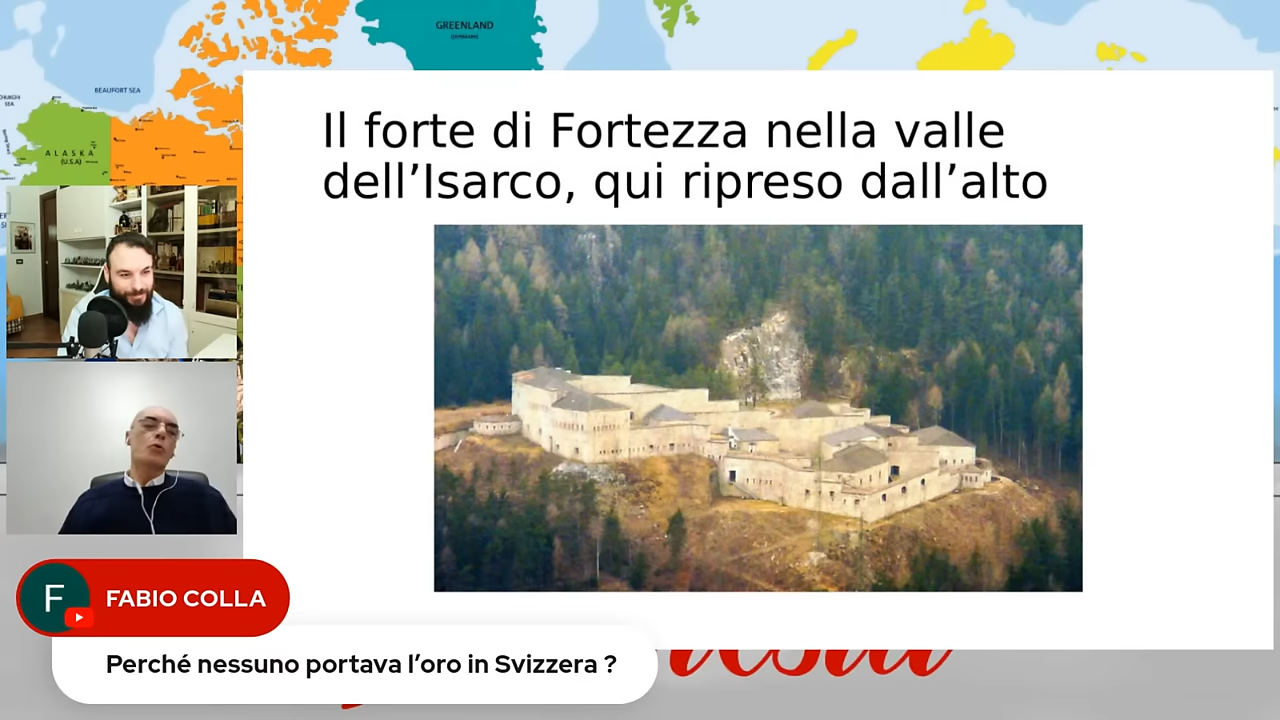 GREENLAND
BEAUFORT SEA
SEA
ALASKA
(U.S.A)
Il forte di Fortezza nella valle
dell’Isarco, qui ripreso dall’alto
F
FABIO COLLA
Perché nessuno portava l’oro in Svizzera ?